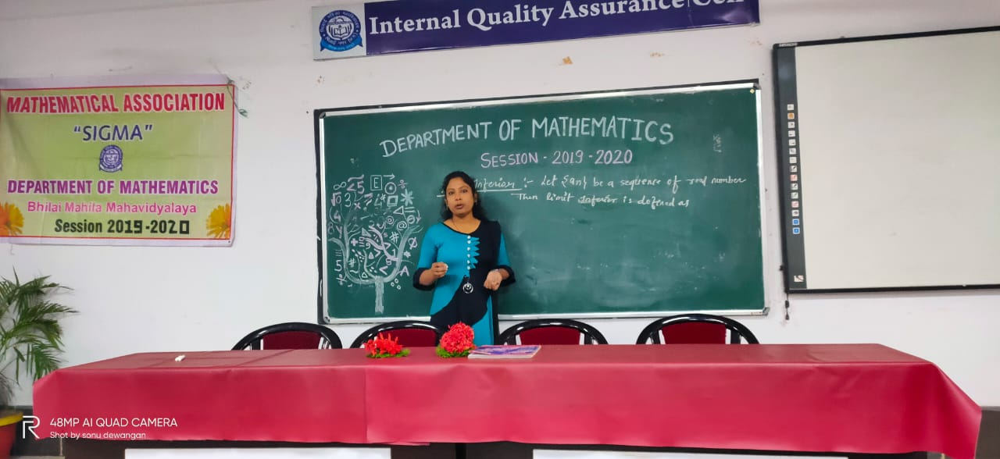 Internal Quality Assurance Cell
MATHEMATICAL ASSOCIATION
"SIGMA"
DEPARTMENT OF MATHEMATICS
Bhilai Mahila Mahavidyalaya
Session 2019-2020
DEPARTMENT OF MATHEMATICS
SESSION - 2019 - 2020
Inferior :- Let {an} be a sequence of real number
Then limit Inferior is defined as
48MP AI QUAD CAMERA
Shot by sonu dewangan